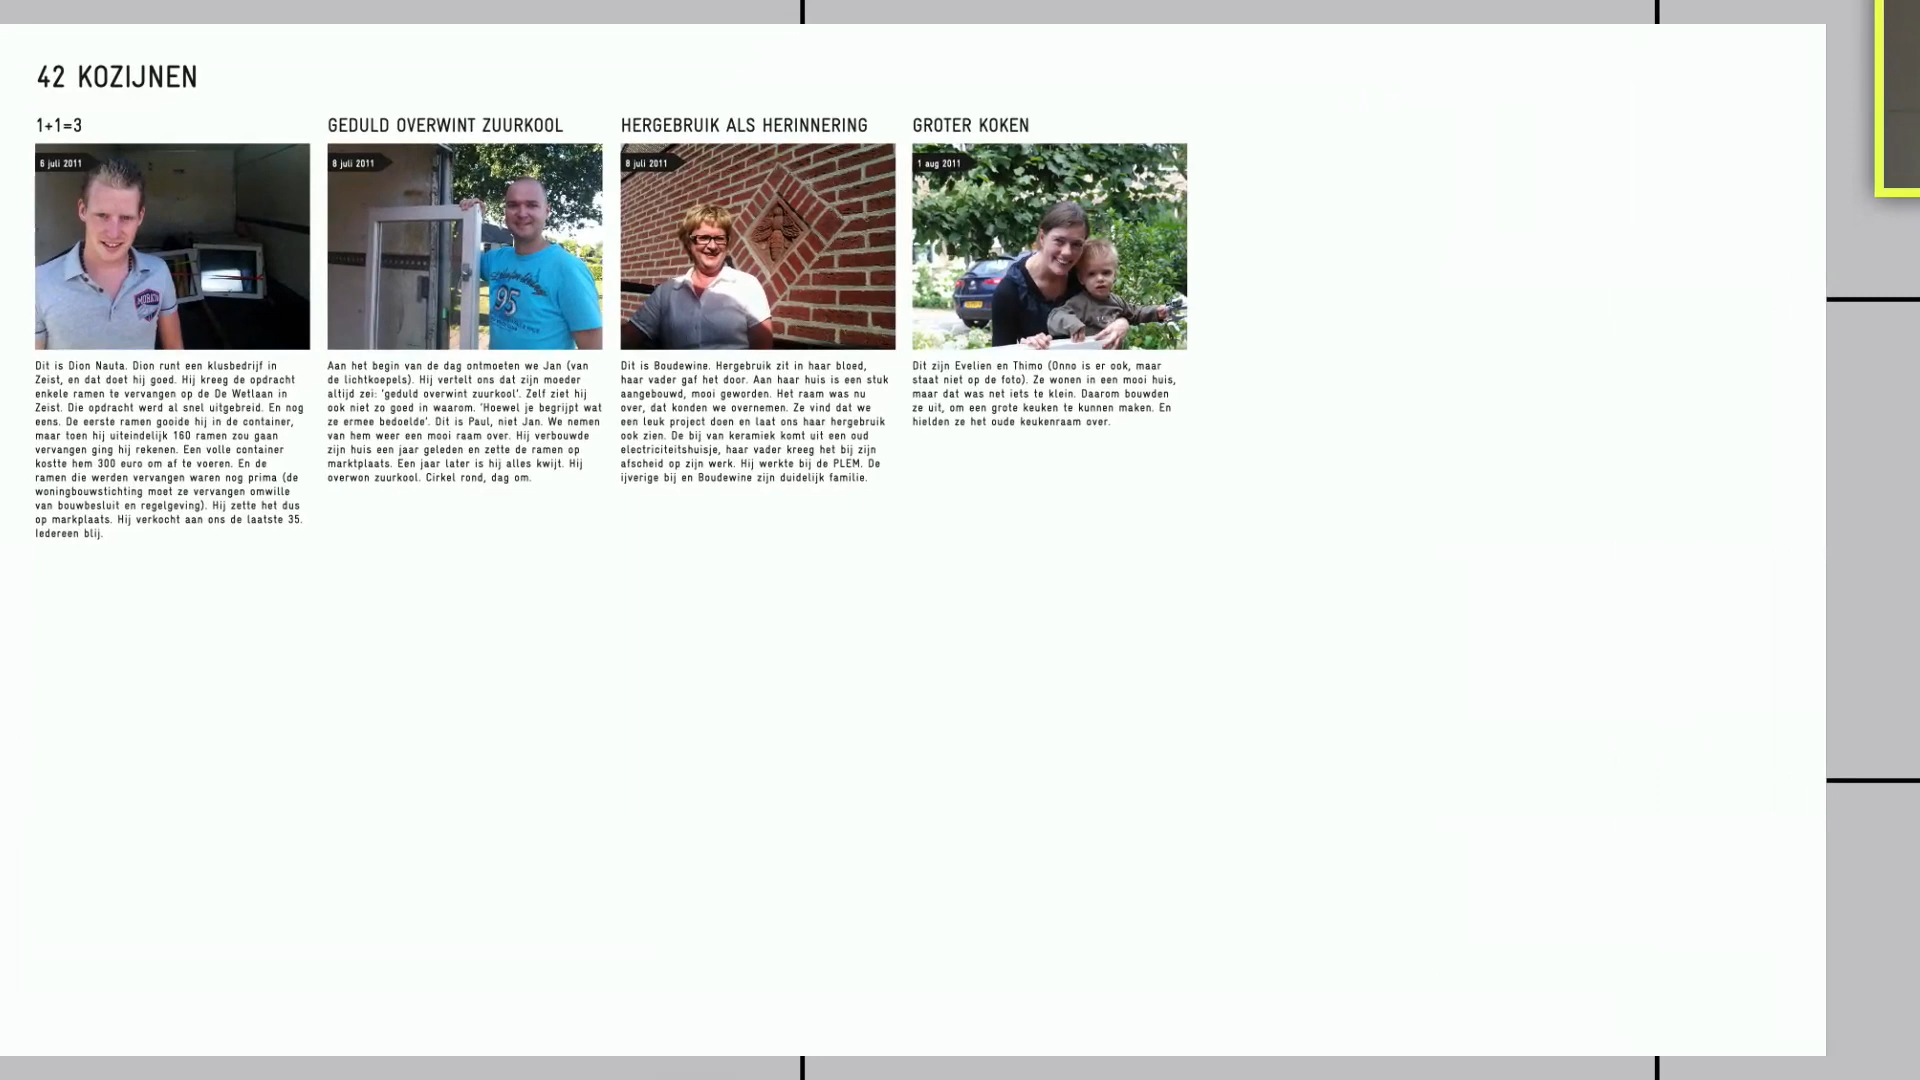 42 KOZIJNEN
1+1=3
6 juli 2011
Dit is Dion Nauta. Dion runt een klusbedrijf in
Zeist, en dat doet hij goed. Hij kreeg de opdracht
enkele ramen te vervangen op de De Wetlaan in
Zeist. Die opdracht werd al snel uitgebreid. En nog
eens. De eerste ramen gooide hij in de container,
maar toen hij uiteindelijk 160 ramen zou gaan
vervangen ging hij rekenen. Een volle container
kostte hem 300 euro om af te voeren. En de
ramen die werden vervangen waren nog prima (de
woningbouwstichting moet ze vervangen omwille
van bouwbesluit en regelgeving). Hij zette het dus
op markplaats. Hij verkocht aan ons de laatste 35.
Iedereen blij.
GEDULD OVERWINT ZUURKOOL
8 juli 2011
95
Aan het begin van de dag ontmoeten we Jan (van
de lichtkoepels). Hij vertelt ons dat zijn moeder
altijd zei: 'geduld overwint zuurkool'. Zelf ziet hij
ook niet zo goed in waarom. 'Hoewel je begrijpt wat
ze ermee bedoelde'. Dit is Paul, niet Jan. We nemen
van hem weer een mooi raam over. Hij verbouwde
zijn huis een jaar geleden en zette de ramen op
marktplaats. Een jaar later is hij alles kwijt. Hij
overwon zuurkool. Cirkel rond, dag om.
HERGEBRUIK ALS HERINNERING
8 juli 2011
Dit is Boudewine. Hergebruik zit in haar bloed,
haar vader gaf het door. Aan haar huis is een stuk
aangebouwd, mooi geworden. Het raam was nu
over, dat konden we overnemen. Ze vind dat we
een leuk project doen en laat ons haar hergebruik
ook zien. De bij van keramiek komt uit een oud
electriciteitshuisje, haar vader kreeg het bij zijn
afscheid op zijn werk. Hij werkte bij de PLEM. De
ijverige bij en Boudewine zijn duidelijk familie.
GROTER KOKEN
1 aug 2011
Dit zijn Evelien en Thimo (Onno is er ook, maar
staat niet op de foto). Ze wonen in een mooi huis,
maar dat was net iets te klein. Daarom bouwden
ze uit, om een grote keuken te kunnen maken. En
hielden ze het oude keukenraam over.